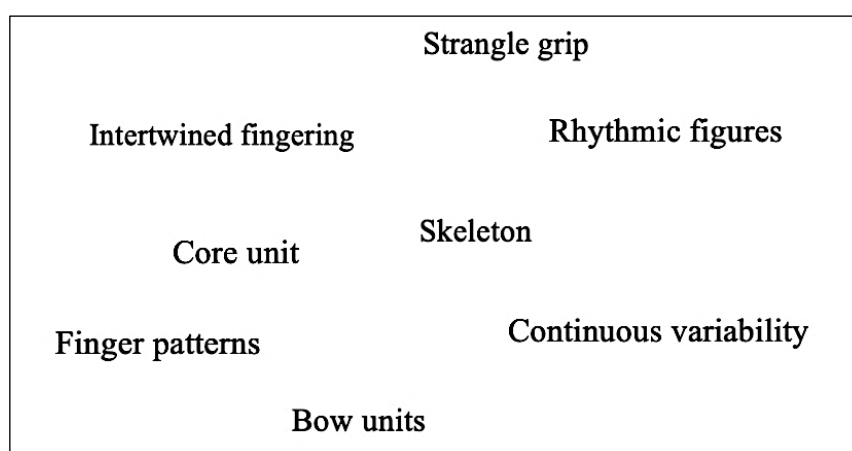 Strangle grip
Intertwined fingering
Rhythmic figures
Skeleton
Core unit
Continuous variability
Finger patterns
Bow units